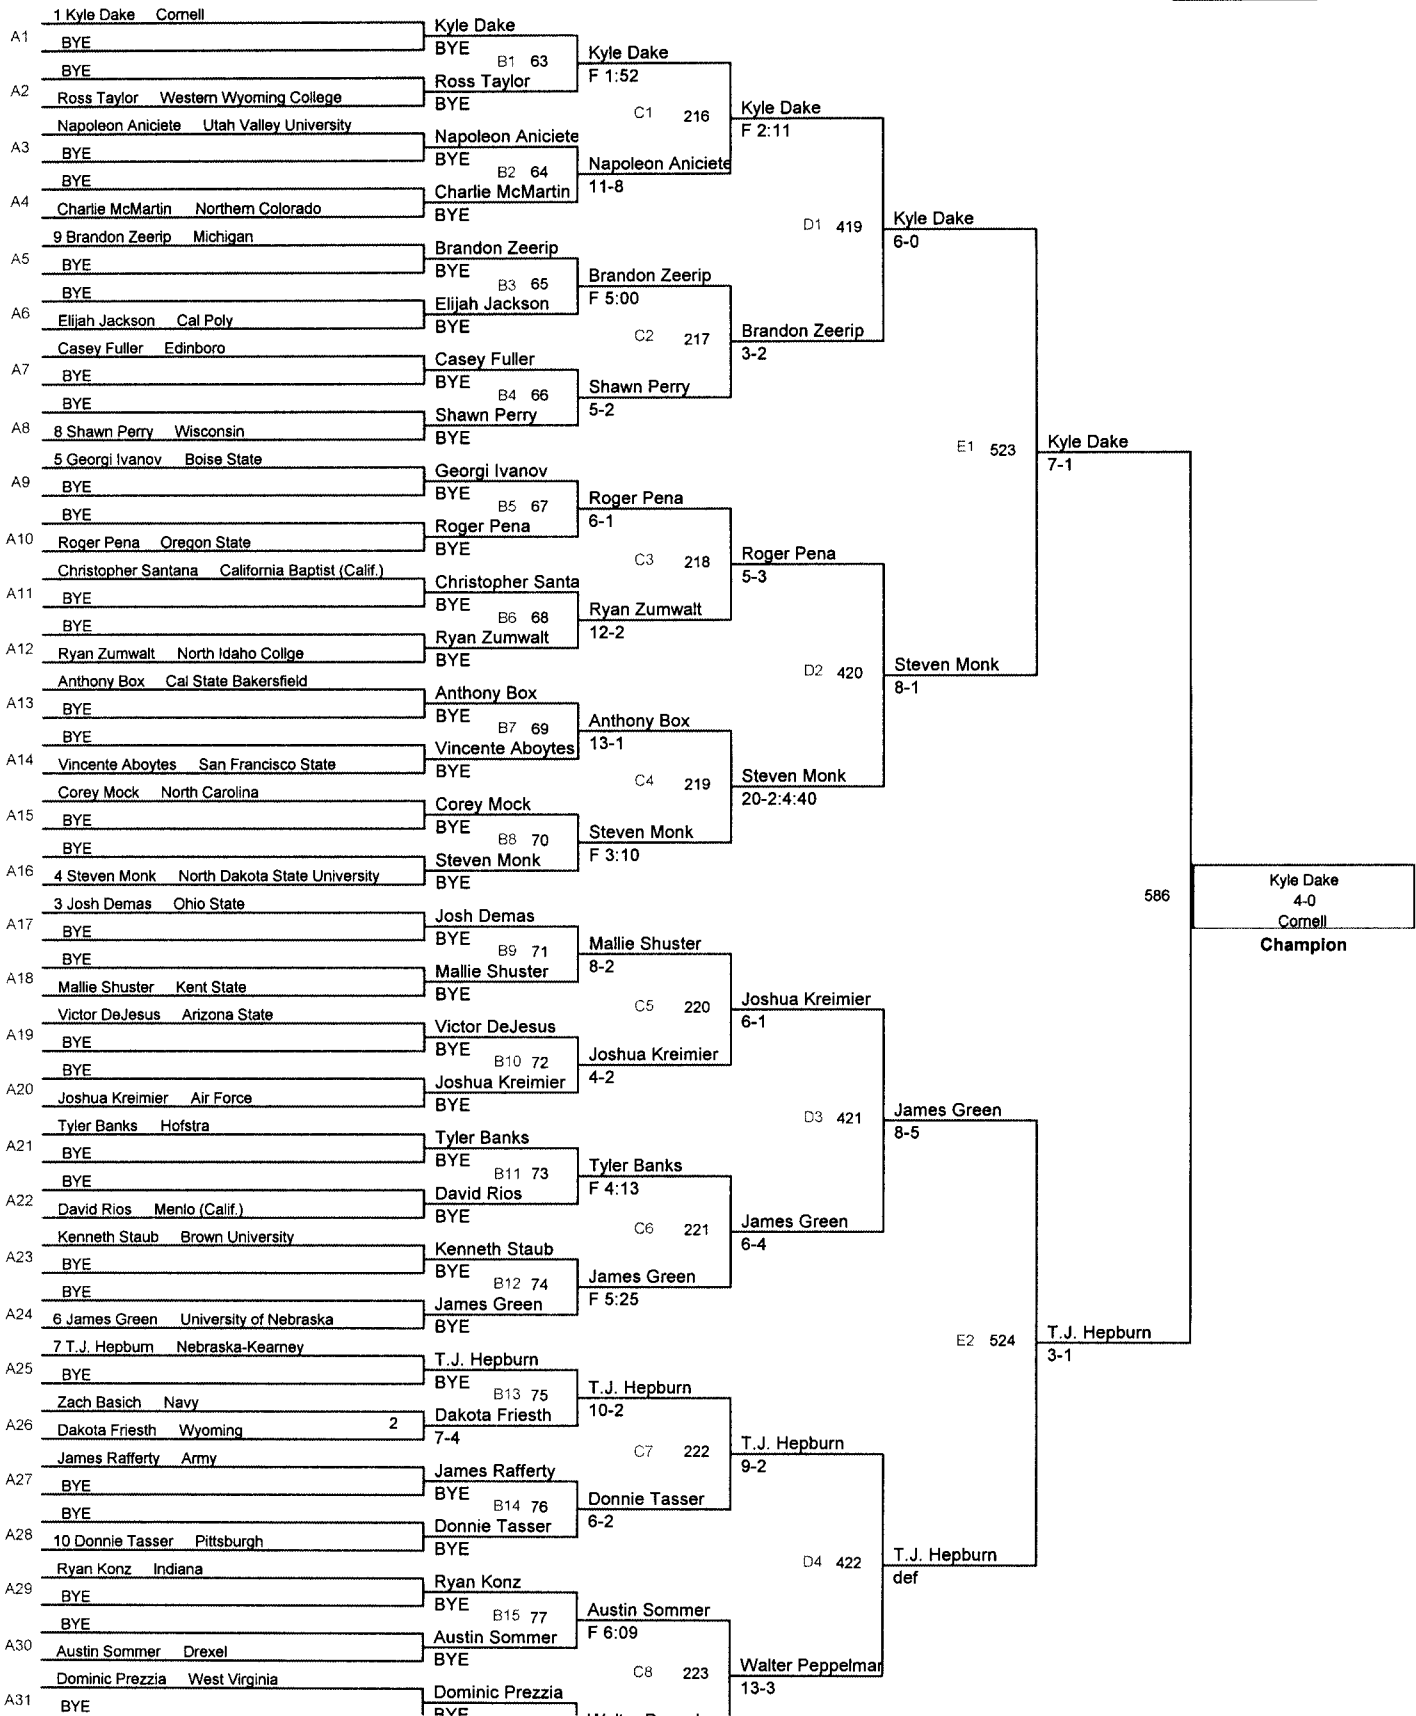 1 Kyle Dake Cornell
A1
BYE
BYE
A2
Ross Taylor Western Wyoming College
Napoleon Aniciete Utah Valley University
A3
BYE
BYE
A4
Charlie McMartin Northern Colorado
9 Brandon Zeerip Michigan
A5
BYE
BYE
A6
Elijah Jackson Cal Poly
Casey Fuller Edinboro
A7
BYE
BYE
A8
8 Shawn Perry Wisconsin
5 Georgi Ivanov Boise State
A9
BYE
BYE
A10
Roger Pena Oregon State
Christopher Santana California Baptist (Calif.)
A11
BYE
BYE
A12
Ryan Zumwalt North Idaho Collge
Anthony Box Cal State Bakersfield
A13
BYE
BYE
A14
Vincente Aboytes San Francisco State
Corey Mock North Carolina
A15
BYE
BYE
A16
4 Steven Monk North Dakota State University
3 Josh Demas Ohio State
A17
BYE
BYE
A18
Mallie Shuster Kent State
Victor DeJesus Arizona State
A19
BYE
BYE
A20
Joshua Kreimier Air Force
Tyler Banks Hofstra
A21
BYE
BYE
A22
David Rios Menlo (Calif.)
Kenneth Staub Brown University
A23
BYE
BYE
A24
6 James Green University of Nebraska
7 T.J. Hepburn Nebraska-Kearney
A25
BYE
Zach Basich Navy
A26 2
Dakota Friesth Wyoming
James Rafferty Army
A27
BYE
BYE
A28
10 Donnie Tasser Pittsburgh
Ryan Konz Indiana
A29
BYE
BYE
A30
Austin Sommer Drexel
Dominic Prezzia West Virginia
A31
BYE
Kyle Dake
BYE
B1 63
Ross Taylor
BYE
Napoleon Aniciete
BYE
B2 64
Charlie McMartin
BYE
Brandon Zeerip
BYE
B3 65
Elijah Jackson
BYE
Casey Fuller
BYE
B4 66
Shawn Perry
BYE
Georgi Ivanov
BYE
B5 67
Roger Pena
BYE
Christopher Santa
BYE
B6 68
Ryan Zumwalt
BYE
Anthony Box
BYE
B7 69
Vincente Aboytes
BYE
Corey Mock
BYE
B8 70
Steven Monk
BYE
Josh Demas
BYE
B9 71
Mallie Shuster
BYE
Victor DeJesus
BYE
B10 72
Joshua Kreimier
BYE
Tyler Banks
BYE
B11 73
David Rios
BYE
Kenneth Staub
BYE
B12 74
James Green
BYE
T.J. Hepburn
BYE
B13 75
Dakota Friesth
7-4
James Rafferty
BYE
B14 76
Donnie Tasser
BYE
Ryan Konz
BYE
B15 77
Austin Sommer
BYE
Dominic Prezzia
BYE
Kyle Dake
F 1:52
C1 216
Napoleon Aniciete
11-8
Brandon Zeerip
F 5:00
C2 217
Shawn Perry
5-2
Roger Pena
6-1
C3 218
Ryan Zumwalt
12-2
Anthony Box
13-1
C4 219
Steven Monk
F 3:10
Mallie Shuster
8-2
C5 220
Joshua Kreimier
4-2
Tyler Banks
F 4:13
C6 221
James Green
F 5:25
T.J. Hepburn
10-2
C7 222
Donnie Tasser
6-2
Austin Sommer
F 6:09
C8 223
Kyle Dake
F 2:11
D1 419
Brandon Zeerip
3-2
Roger Pena
5-3
D2 420
Steven Monk
20-2:4:40
Joshua Kreimier
6-1
D3 421
James Green
6-4
T.J. Hepburn
9-2
D4 422
Walter Peppelmar
13-3
Kyle Dake
6-0
E1 523
Steven Monk
8-1
James Green
8-5
E2 524
T.J. Hepburn
def
Kyle Dake
7-1
586
T.J. Hepburn
3-1
Kyle Dake
4-0
Cornell
Champion